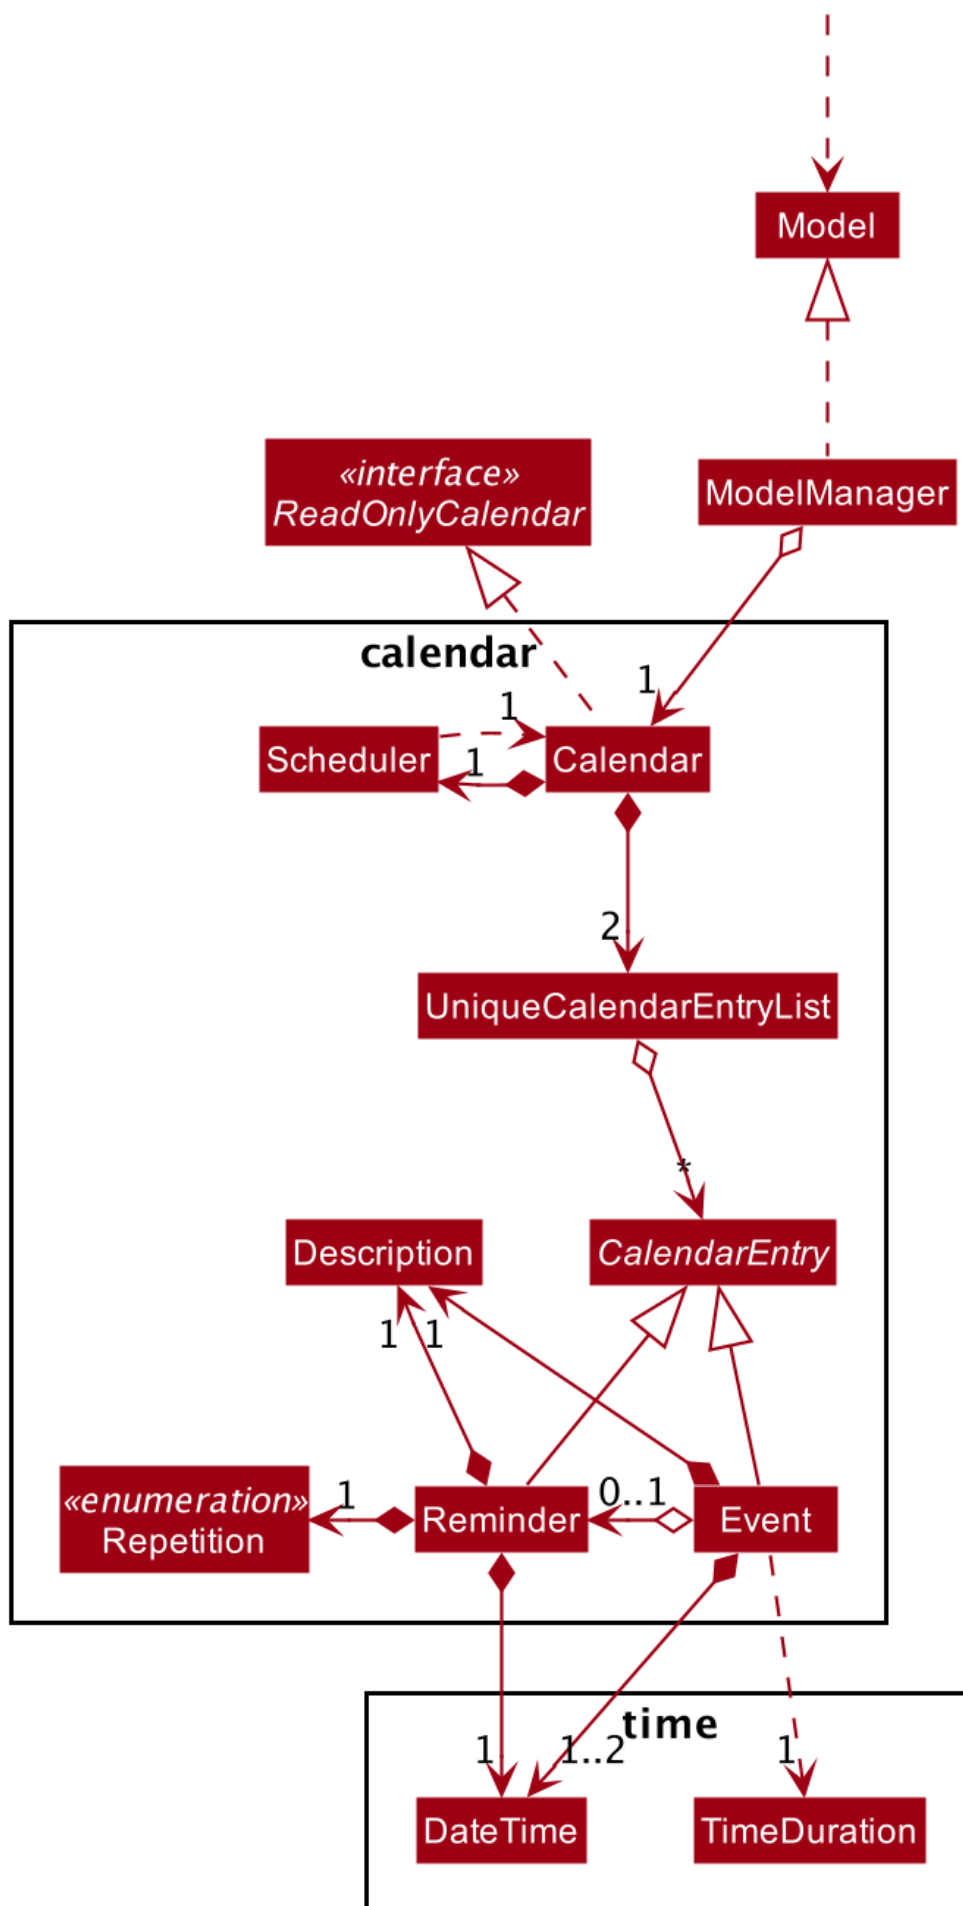 Model
«interface»
ReadOnlyCalendar
ModelManager
calendar
1
1
Scheduler
1
Calendar
2
UniqueCalendarEntryList
*
Description
CalendarEntry
1
1
«enumeration»
Repetition
1
Reminder
0..1
Event
time
1
1..2
1
DateTime
TimeDuration